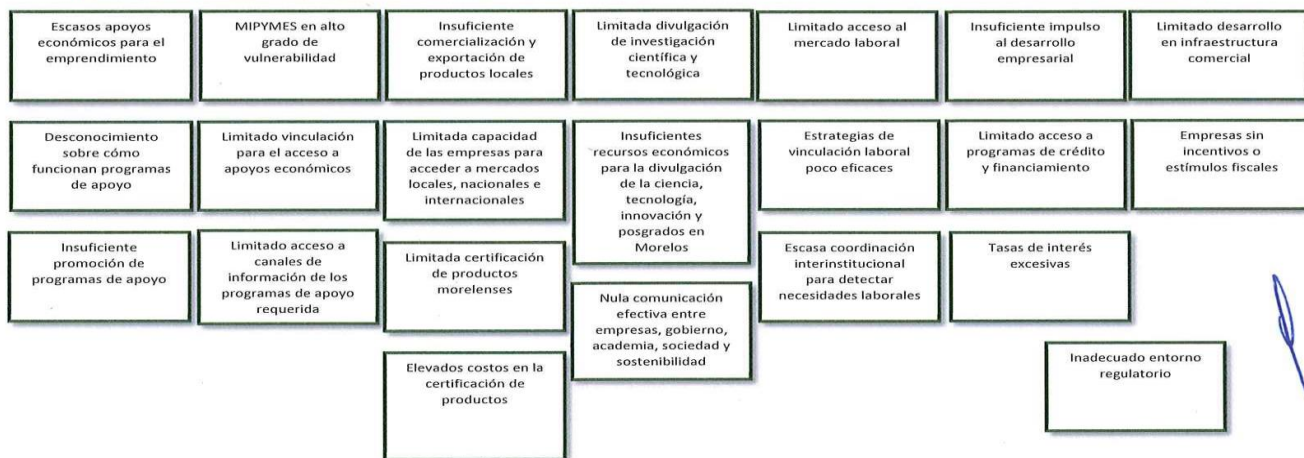 Escasos apoyos
económicos para el
emprendimiento
MIPYMES en alto
grado de
vulnerabilidad
Insuficiente
comercialización y
exportación de
productos locales
Limitada divulgación
de investigación
científica y
tecnológica
Limitado acceso al
mercado laboral
Insuficiente impulso
al desarrollo
empresarial
Limitado desarrollo
en infraestructura
comercial
Desconocimiento
sobre cómo
funcionan programas
de apoyo
Limitado vinculación
para el acceso a
apoyos económicos
Limitada capacidad
de las empresas para
acceder a mercados
locales, nacionales e
internacionales
Insuficientes
recursos económicos
para la divulgación
de la ciencia,
tecnología,
innovación y
posgrados en
Morelos
Estrategias de
vinculación laboral
poco eficaces
Limitado acceso a
programas de crédito
y financiamiento
Empresas sin
incentivos o
estímulos fiscales
Insuficiente
promoción de
programas de apoyo
Limitado acceso a
canales de
información de los
programas de apoyo
requerida
Limitada certificación
de productos
morelenses
Nula comunicación
efectiva entre
empresas, gobierno,
academia, sociedad y
sostenibilidad
Escasa coordinación
interinstitucional
para detectar
necesidades laborales
Tasas de interés
excesivas
Elevados costos en la
certificación de
productos
Inadecuado entorno
regulatorio